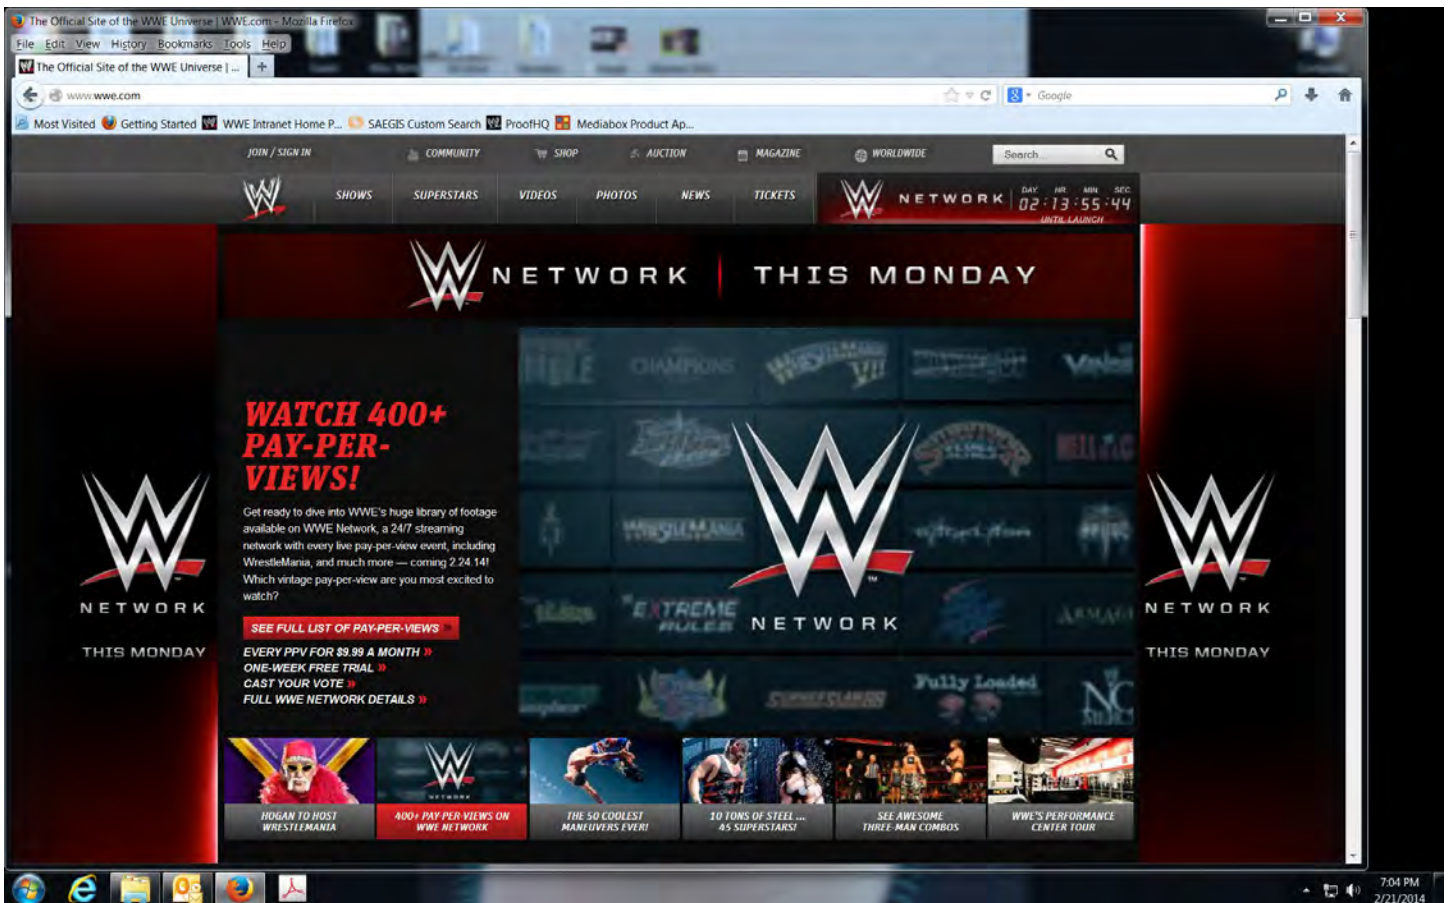 The Official Site of the WWE Universe | WWE.com - Mozilla Firefox
File Edit View History Bookmarks Tools Help
The Official Site of the WWE Universe | ... +
www.wwe.com
Google
Most Visited Getting Started WWE Intranet Home P... SAEGIS Custom Search ProofHQ Mediabox Product Ap...
JOIN / SIGN IN COMMUNITY SHOP AUCTION MAGAZINE WORLDWIDE Search...
W SHOWS SUPERSTARS VIDEOS PHOTOS NEWS TICKETS W NETWORK DAY HR MIN SEC
02:13:55:44
UNTIL LAUNCH
W NETWORK | THIS MONDAY
CHAMPIONS WRESTLEMANIA VII
WATCH 400+
PAY-PER-
VIEWS!
Get ready to dive into WWE's huge library of footage
available on WWE Network, a 24/7 streaming
network with every live pay-per-view event, including
WrestleMania, and much more — coming 2.24.14!
Which vintage pay-per-view are you most excited to
watch?
SEE FULL LIST OF PAY-PER-VIEWS »
EVERY PPV FOR $9.99 A MONTH »
ONE-WEEK FREE TRIAL »
CAST YOUR VOTE »
FULL WWE NETWORK DETAILS »
HELL
WRESTLEMANIA
EXTREME RULES
W NETWORK
SUMMERSLAM
Fully Loaded
NO MERCY
W NETWORK
THIS MONDAY
W NETWORK
THIS MONDAY
NETWORK
HOGAN TO HOST
WRESTLEMANIA
400+ PAY-PER-VIEWS ON
WWE NETWORK
THE 50 COOLEST
MANEUVERS EVER!
10 TONS OF STEEL ...
45 SUPERSTARS!
SEE AWESOME
THREE-MAN COMBOS
WWE'S PERFORMANCE
CENTER TOUR
7:04 PM
2/21/2014